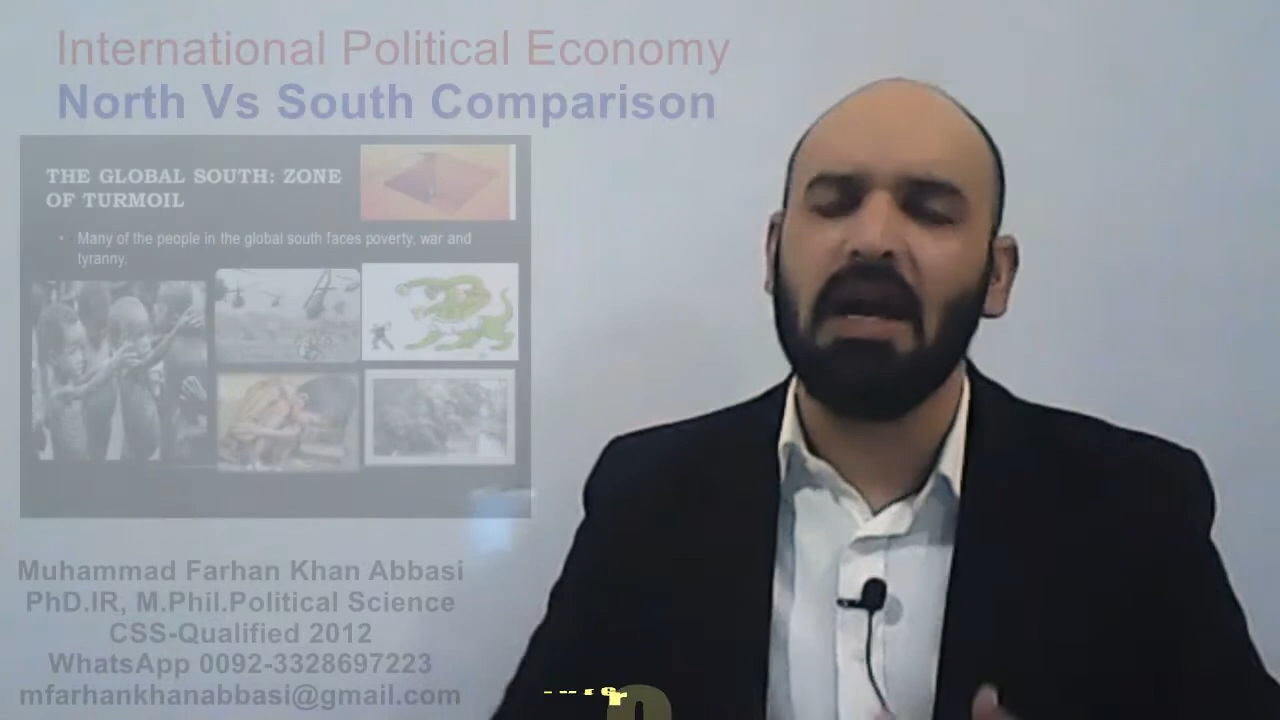 International Political Economy
North Vs South Comparison
THE GLOBAL SOUTH: ZONE
OF TURMOIL
• Many of the people in the global south faces poverty, war and
tyranny.
Muhammad Farhan Khan Abbasi
PhD.IR, M.Phil.Political Science
CSS-Qualified 2012
WhatsApp 0092-3328697223
mfarhankhanabbasi@gmail.com